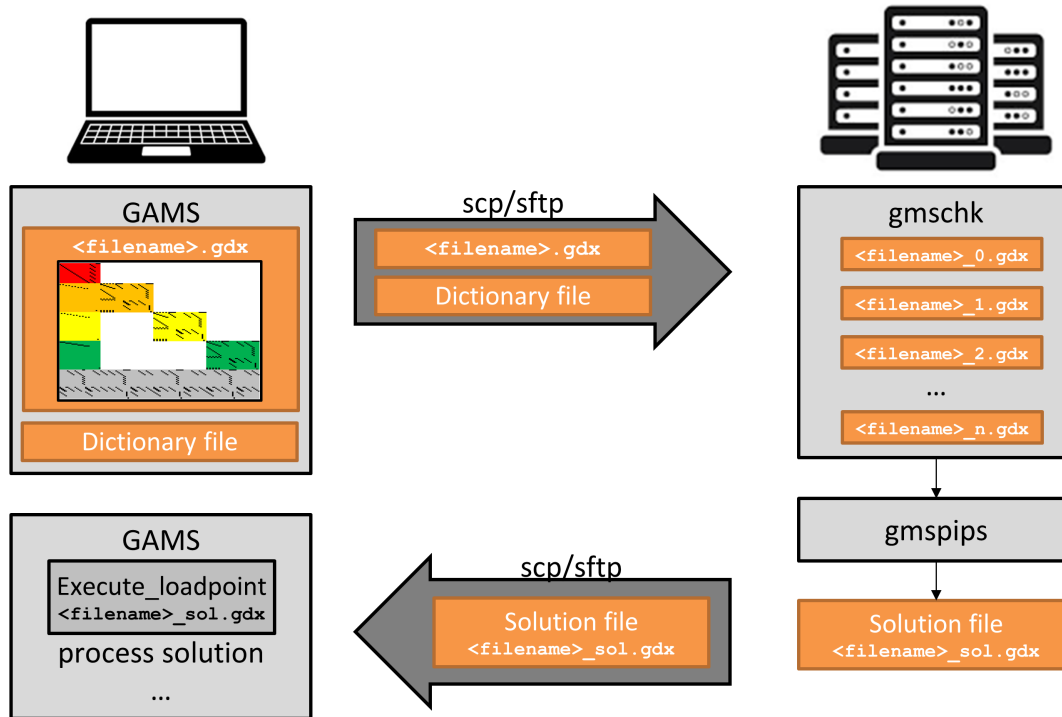 GAMS
<filename>.gdx
Dictionary file
scp/sftp
<filename>.gdx
Dictionary file
gmschk
<filename>_0.gdx
<filename>_1.gdx
<filename>_2.gdx
...
<filename>_n.gdx
gmspips
Solution file
<filename>_sol.gdx
scp/sftp
Solution file
<filename>_sol.gdx
GAMS
Execute_loadpoint
<filename>_sol.gdx
process solution
...